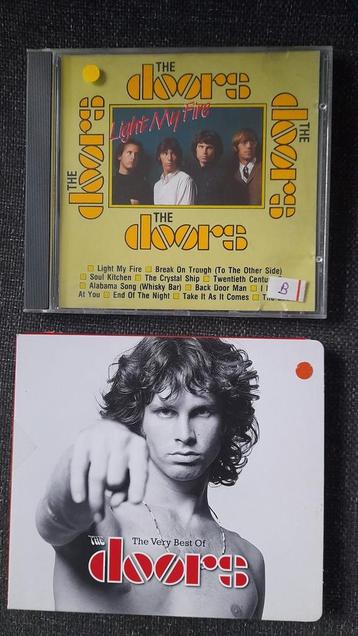 THE
doors
THE
doors
THE
doors
Light My Fire
THE
doors
Light My Fire Break On Trough (To The Other Side)
Soul Kitchen The Crystal Ship Twentieth
Alabama Song (Whisky Bar) Back Door Man I
At You End Of The Night Take It As It Comes
B
The Very Best Of
THE
doors